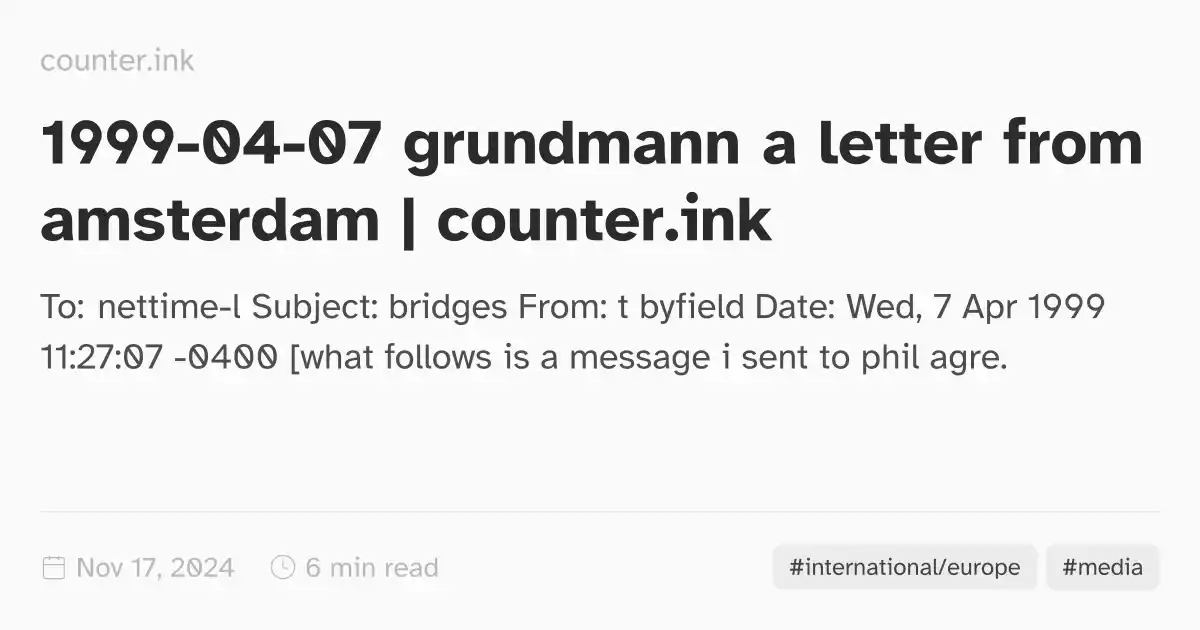 counter.ink
1999-04-07 grundmann a letter from
amsterdam | counter.ink
To: nettime-l Subject: bridges From: t byfield Date: Wed, 7 Apr 1999
11:27:07 -0400 [what follows is a message i sent to phil agre.
Nov 17, 2024 6 min read #international/europe #media